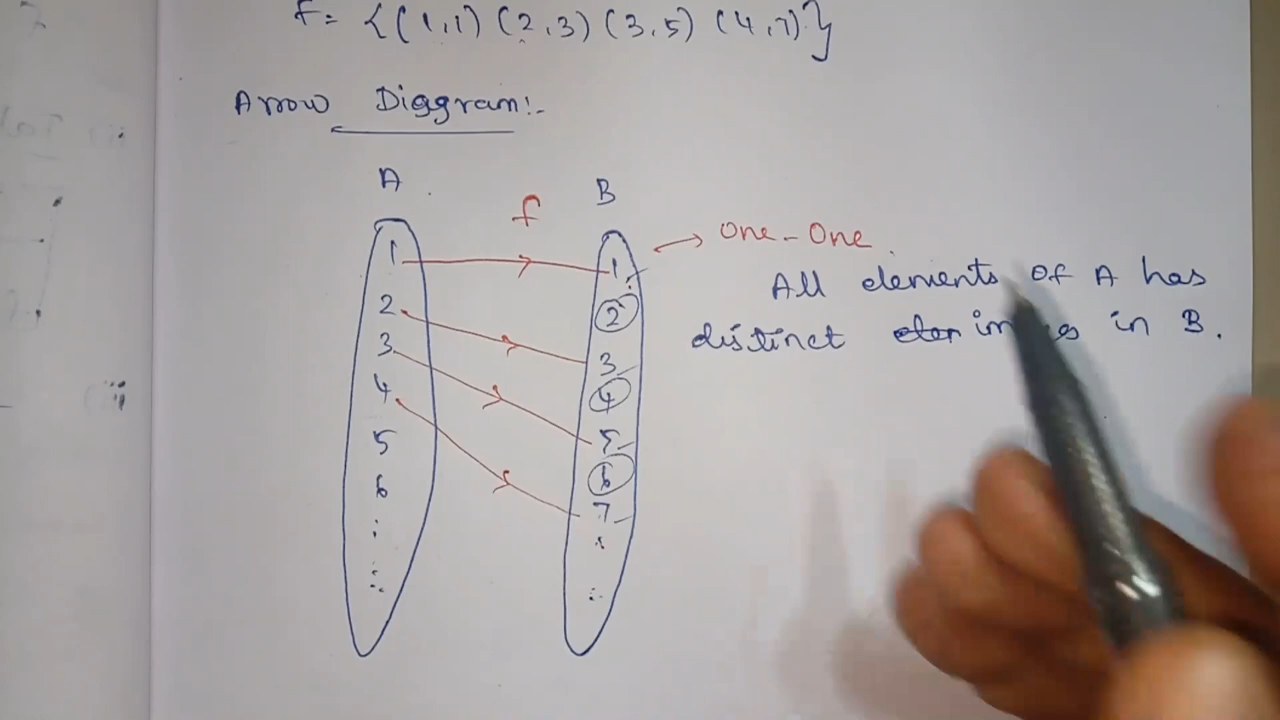 f = {(1,1) (2,3) (3,5) (4,7)}
Arrow Diagram:-
A
f
B
1
2
3
4
5
6
1
2
3
4
5
6
7
→ One-One.
All elements of A has
distinct in B.